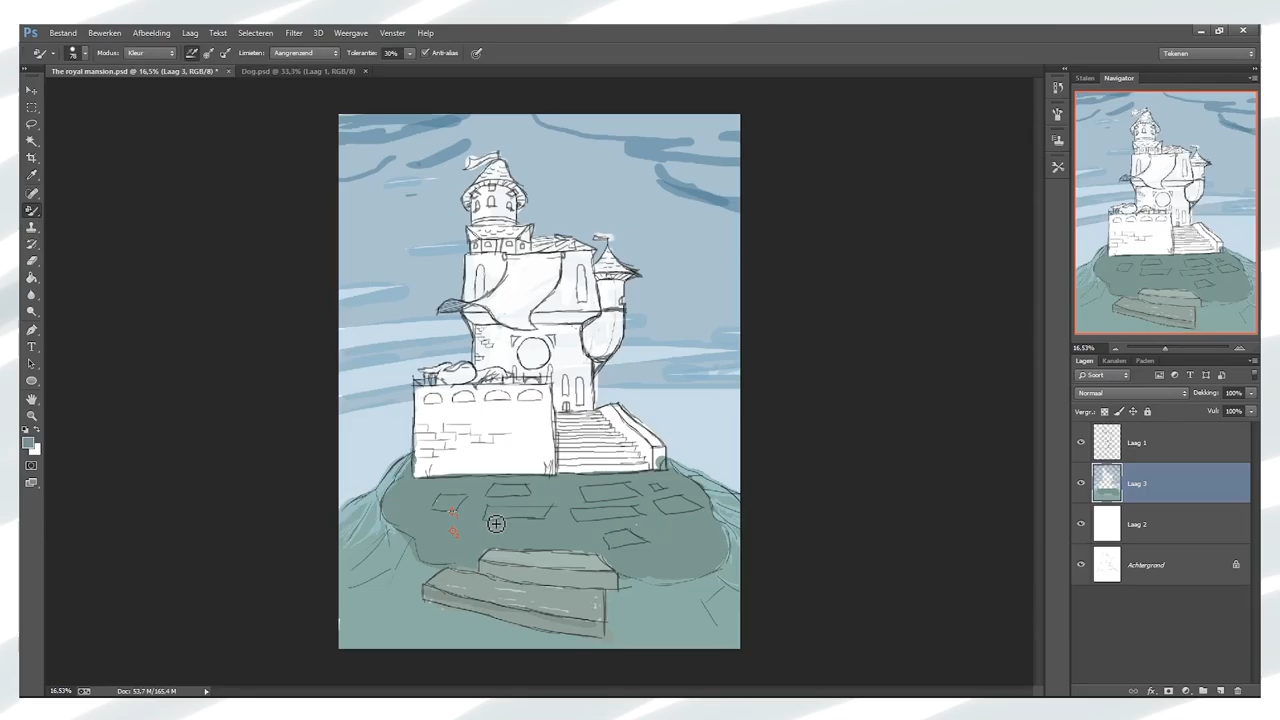 Ps Bestand Bewerken Afbeelding Laag Tekst Selecteren Filter 3D Weergave Venster Help
78 Modus: Kleur Limieten: Aangrenzend Tolerantie: 30% Anti-alias Tekenen
The royal mansion.psd @ 16,5% (Laag 3, RGB/8) * × Dog.psd @ 33,3% (Laag 1, RGB/8) ×
Stalen Navigator
16,53%
Lagen Kanalen Paden
Soort
Normaal Dekking: 100%
Vergr.: Vul: 100%
Laag 1
Laag 3
Laag 2
Achtergrond
16,53% Doc: 53,7 M/165,4 M